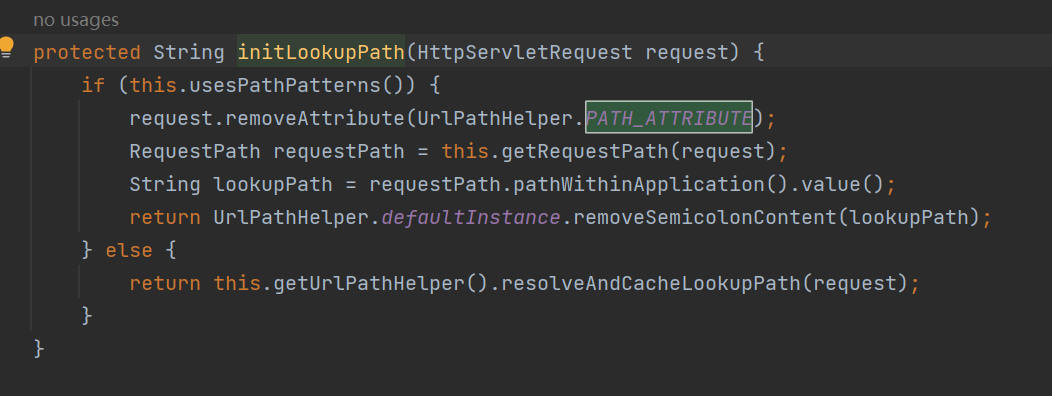 no usages
protected String initLookupPath(HttpServletRequest request) {
if (this.usesPathPatterns()) {
request.removeAttribute(UrlPathHelper.PATH_ATTRIBUTE);
RequestPath requestPath = this.getRequestPath(request);
String lookupPath = requestPath.pathWithinApplication().value();
return UrlPathHelper.defaultInstance.removeSemicolonContent(lookupPath);
} else {
return this.getUrlPathHelper().resolveAndCacheLookupPath(request);
}
}